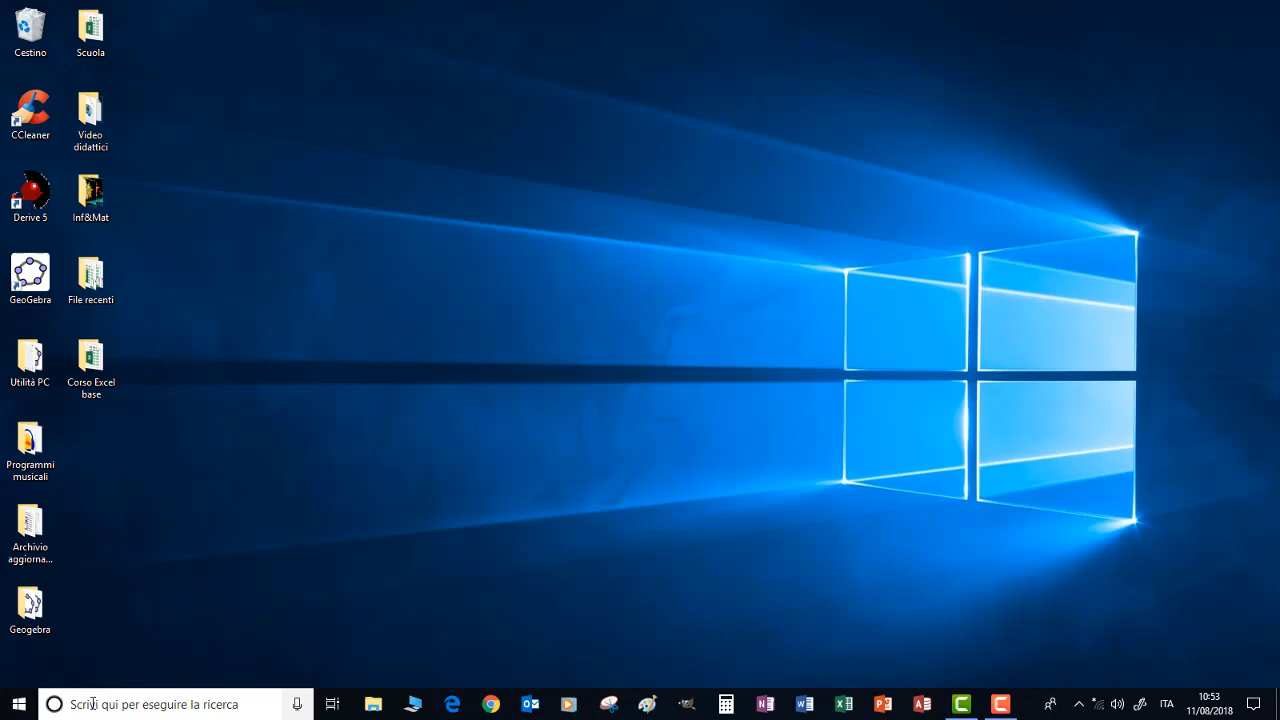 Cestino
Scuola
CCleaner
Video
didattici
Derive 5
Inf&Mat
GeoGebra
File recenti
Utilità PC
Corso Excel
base
Programmi
musicali
Archivio
aggiorna...
Geogebra
Scrivi qui per eseguire la ricerca
ITA
10:53
11/08/2018